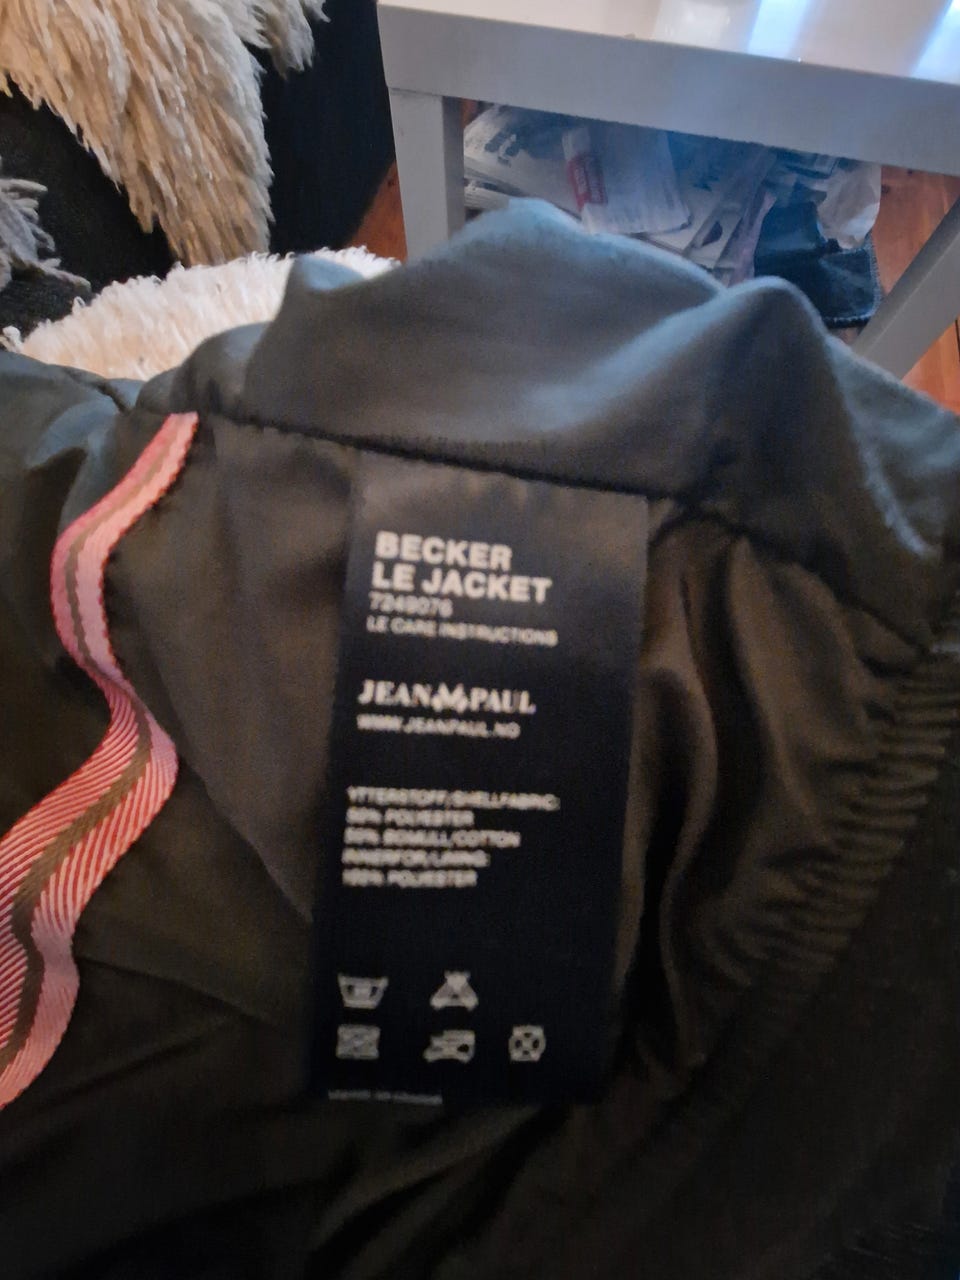 BECKER
LE JACKET
7249076
LE CARE INSTRUCTIONS
JEAN PAUL
WWW.JEANPAUL.NO
YTTERSTOFF/SHELLFABRIC:
50% POLYESTER
50% BOMULL/COTTON
INNERFOR/LINING:
100% POLYESTER